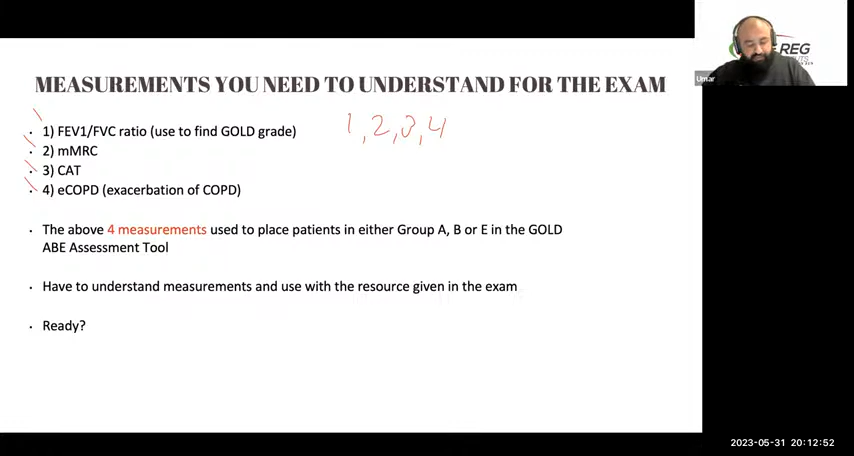 MEASUREMENTS YOU NEED TO UNDERSTAND FOR THE EXAM
• 1) FEV1/FVC ratio (use to find GOLD grade)
1, 2, 3, 4
• 2) mMRC
• 3) CAT
• 4) eCOPD (exacerbation of COPD)
• The above 4 measurements used to place patients in either Group A, B or E in the GOLD
ABE Assessment Tool
• Have to understand measurements and use with the resource given in the exam
• Ready?
REG
Umar
2023-05-31 20:12:52